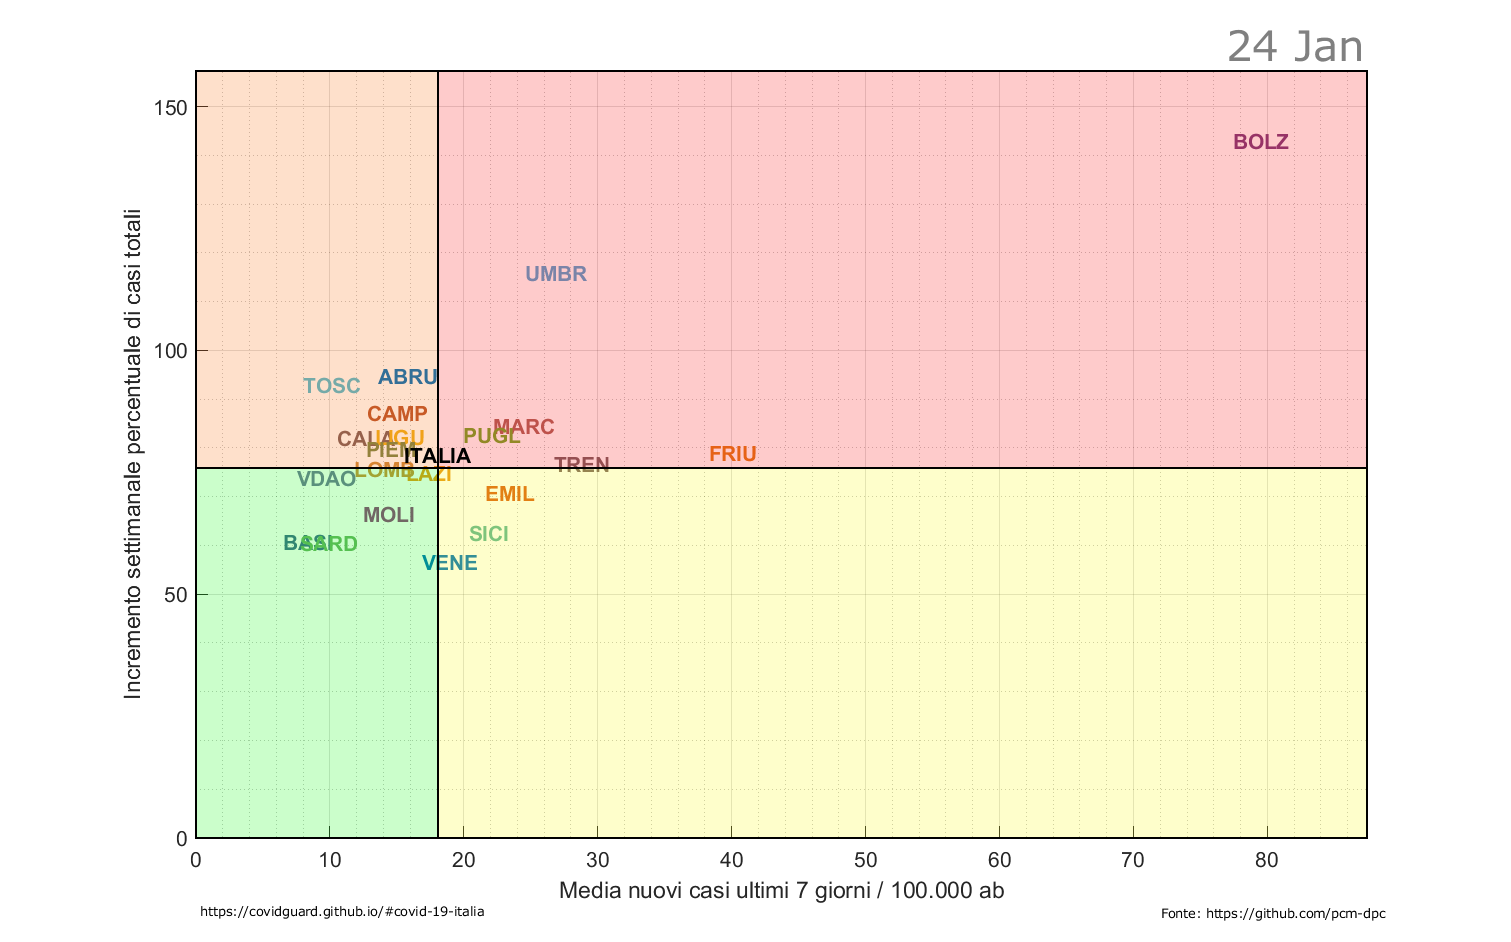 24 Jan
150
BOLZ
UMBR
100
ABRU
TOSC
CAMP
MARC
PUGL
LIGU
CALA
PIEM
ITALIA
FRIU
TREN
LOMB
LAZI
VDAO
EMIL
MOLI
SICI
BASI
SARD
VENE
50
0
Incremento settimanale percentuale di casi totali
0 10 20 30 40 50 60 70 80
Media nuovi casi ultimi 7 giorni / 100.000 ab
https://covidguard.github.io/#covid-19-italia
Fonte: https://github.com/pcm-dpc